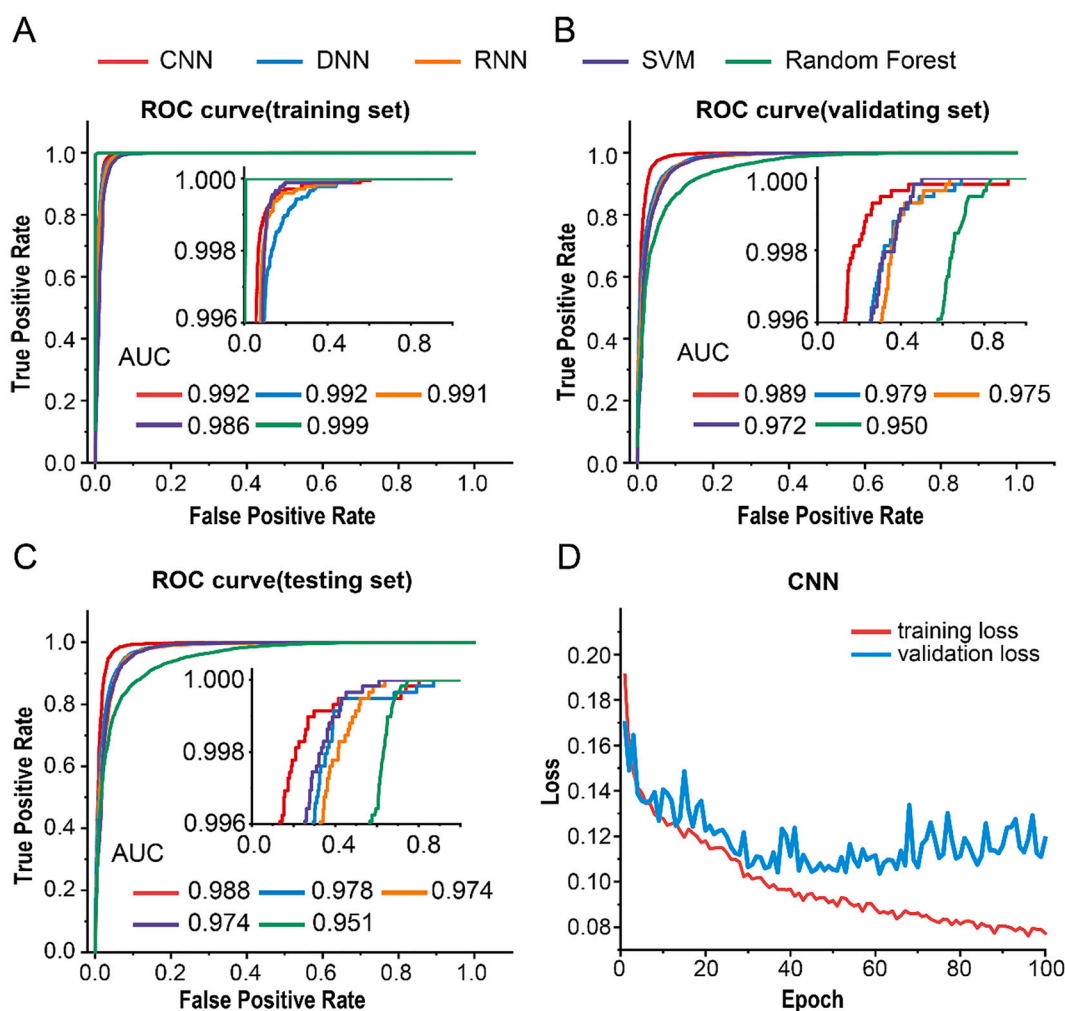 A
B
CNN DNN RNN SVM Random Forest
ROC curve(training set)
ROC curve(validating set)
True Positive Rate
1.0
0.8
0.6
0.4
0.2
0.0
1.000
0.998
0.996
0.0 0.4 0.8
AUC
0.992 0.992 0.991
0.986 0.999
0.0 0.2 0.4 0.6 0.8 1.0
False Positive Rate
True Positive Rate
1.0
0.8
0.6
0.4
0.2
0.0
1.000
0.998
0.996
0.0 0.4 0.8
AUC
0.989 0.979 0.975
0.972 0.950
0.0 0.2 0.4 0.6 0.8 1.0
False Positive Rate
C
ROC curve(testing set)
True Positive Rate
1.0
0.8
0.6
0.4
0.2
0.0
1.000
0.998
0.996
0.0 0.4 0.8
AUC
0.988 0.978 0.974
0.974 0.951
0.0 0.2 0.4 0.6 0.8 1.0
False Positive Rate
D
CNN
training loss
validation loss
Loss
0.20
0.18
0.16
0.14
0.12
0.10
0.08
0 20 40 60 80 100
Epoch